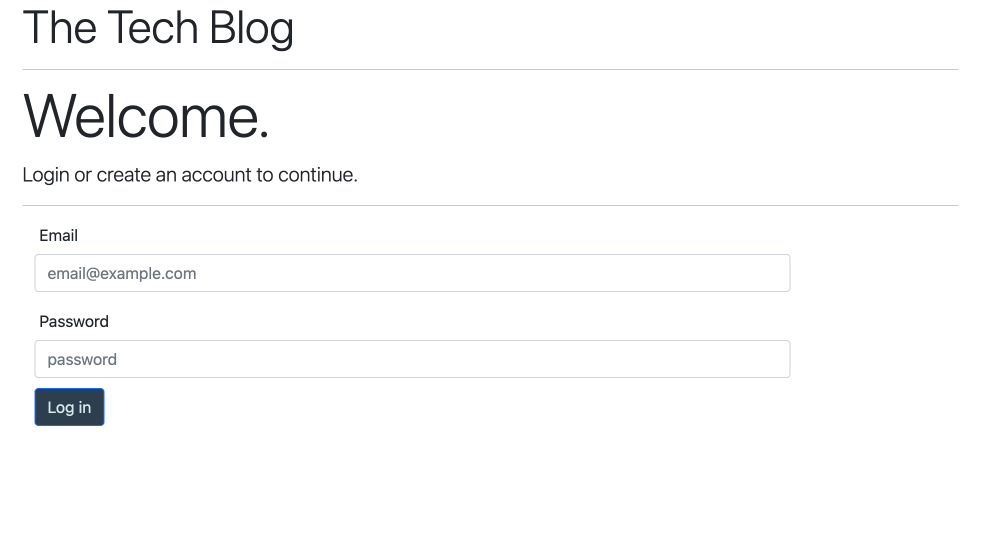 The Tech Blog
Welcome.
Login or create an account to continue.
Email
email@example.com
Password
password
Log in